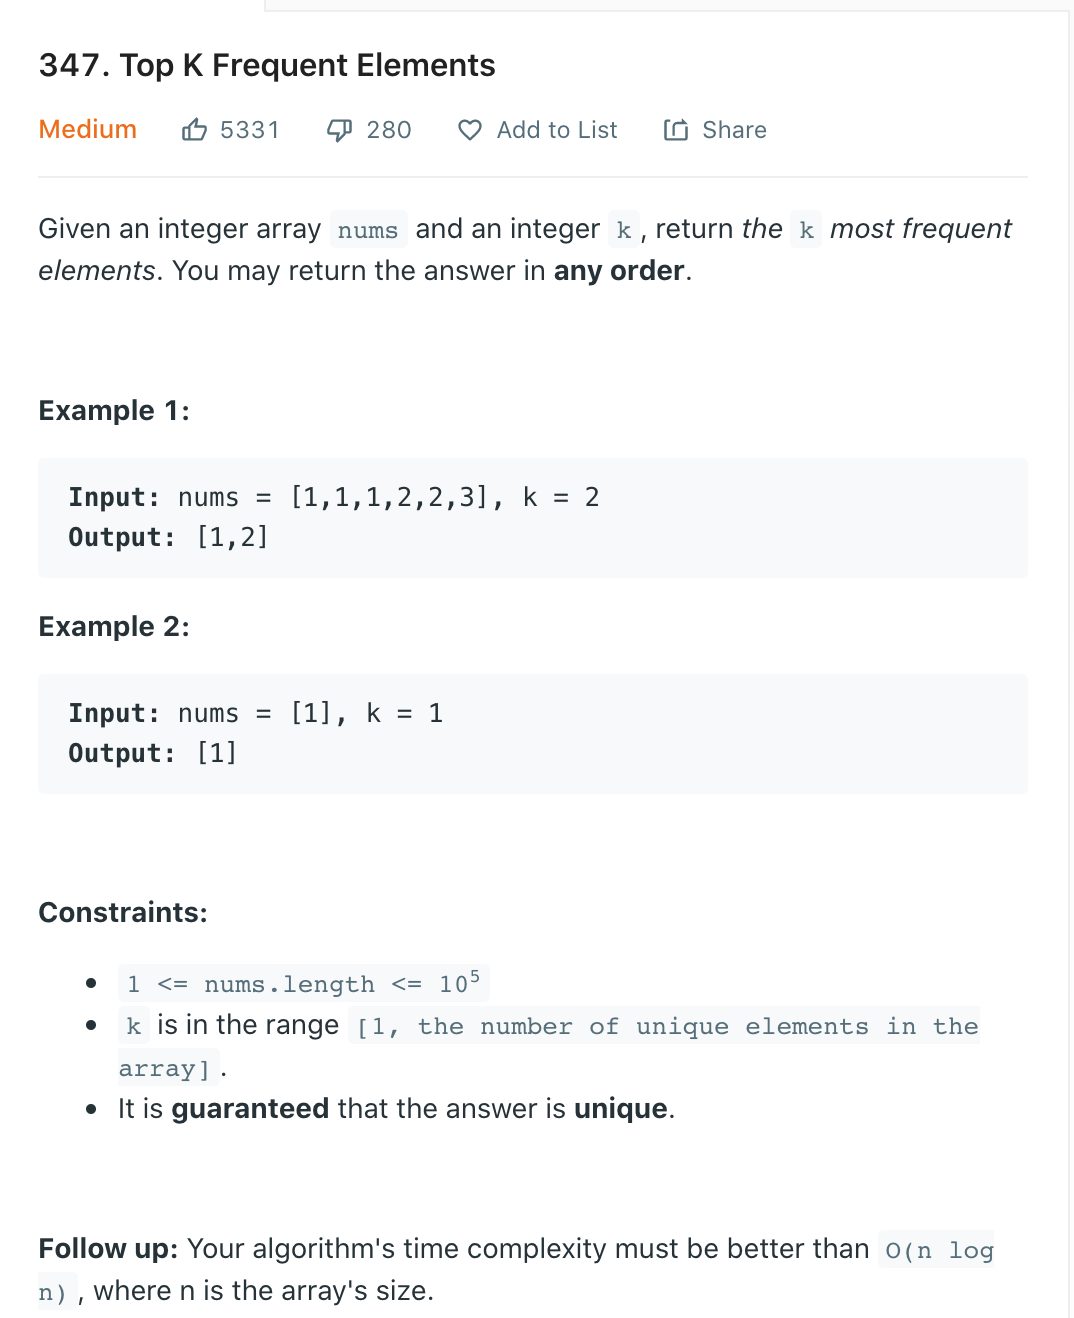 347. Top K Frequent Elements
Medium 5331 280 Add to List Share
Given an integer array nums and an integer k, return the k most frequent
elements. You may return the answer in any order.
Example 1:
Input: nums = [1,1,1,2,2,3], k = 2
Output: [1,2]
Example 2:
Input: nums = [1], k = 1
Output: [1]
Constraints:
• 1 <= nums.length <= 10⁵
• k is in the range [1, the number of unique elements in the
array].
• It is guaranteed that the answer is unique.
Follow up: Your algorithm's time complexity must be better than O(n log
n), where n is the array's size.